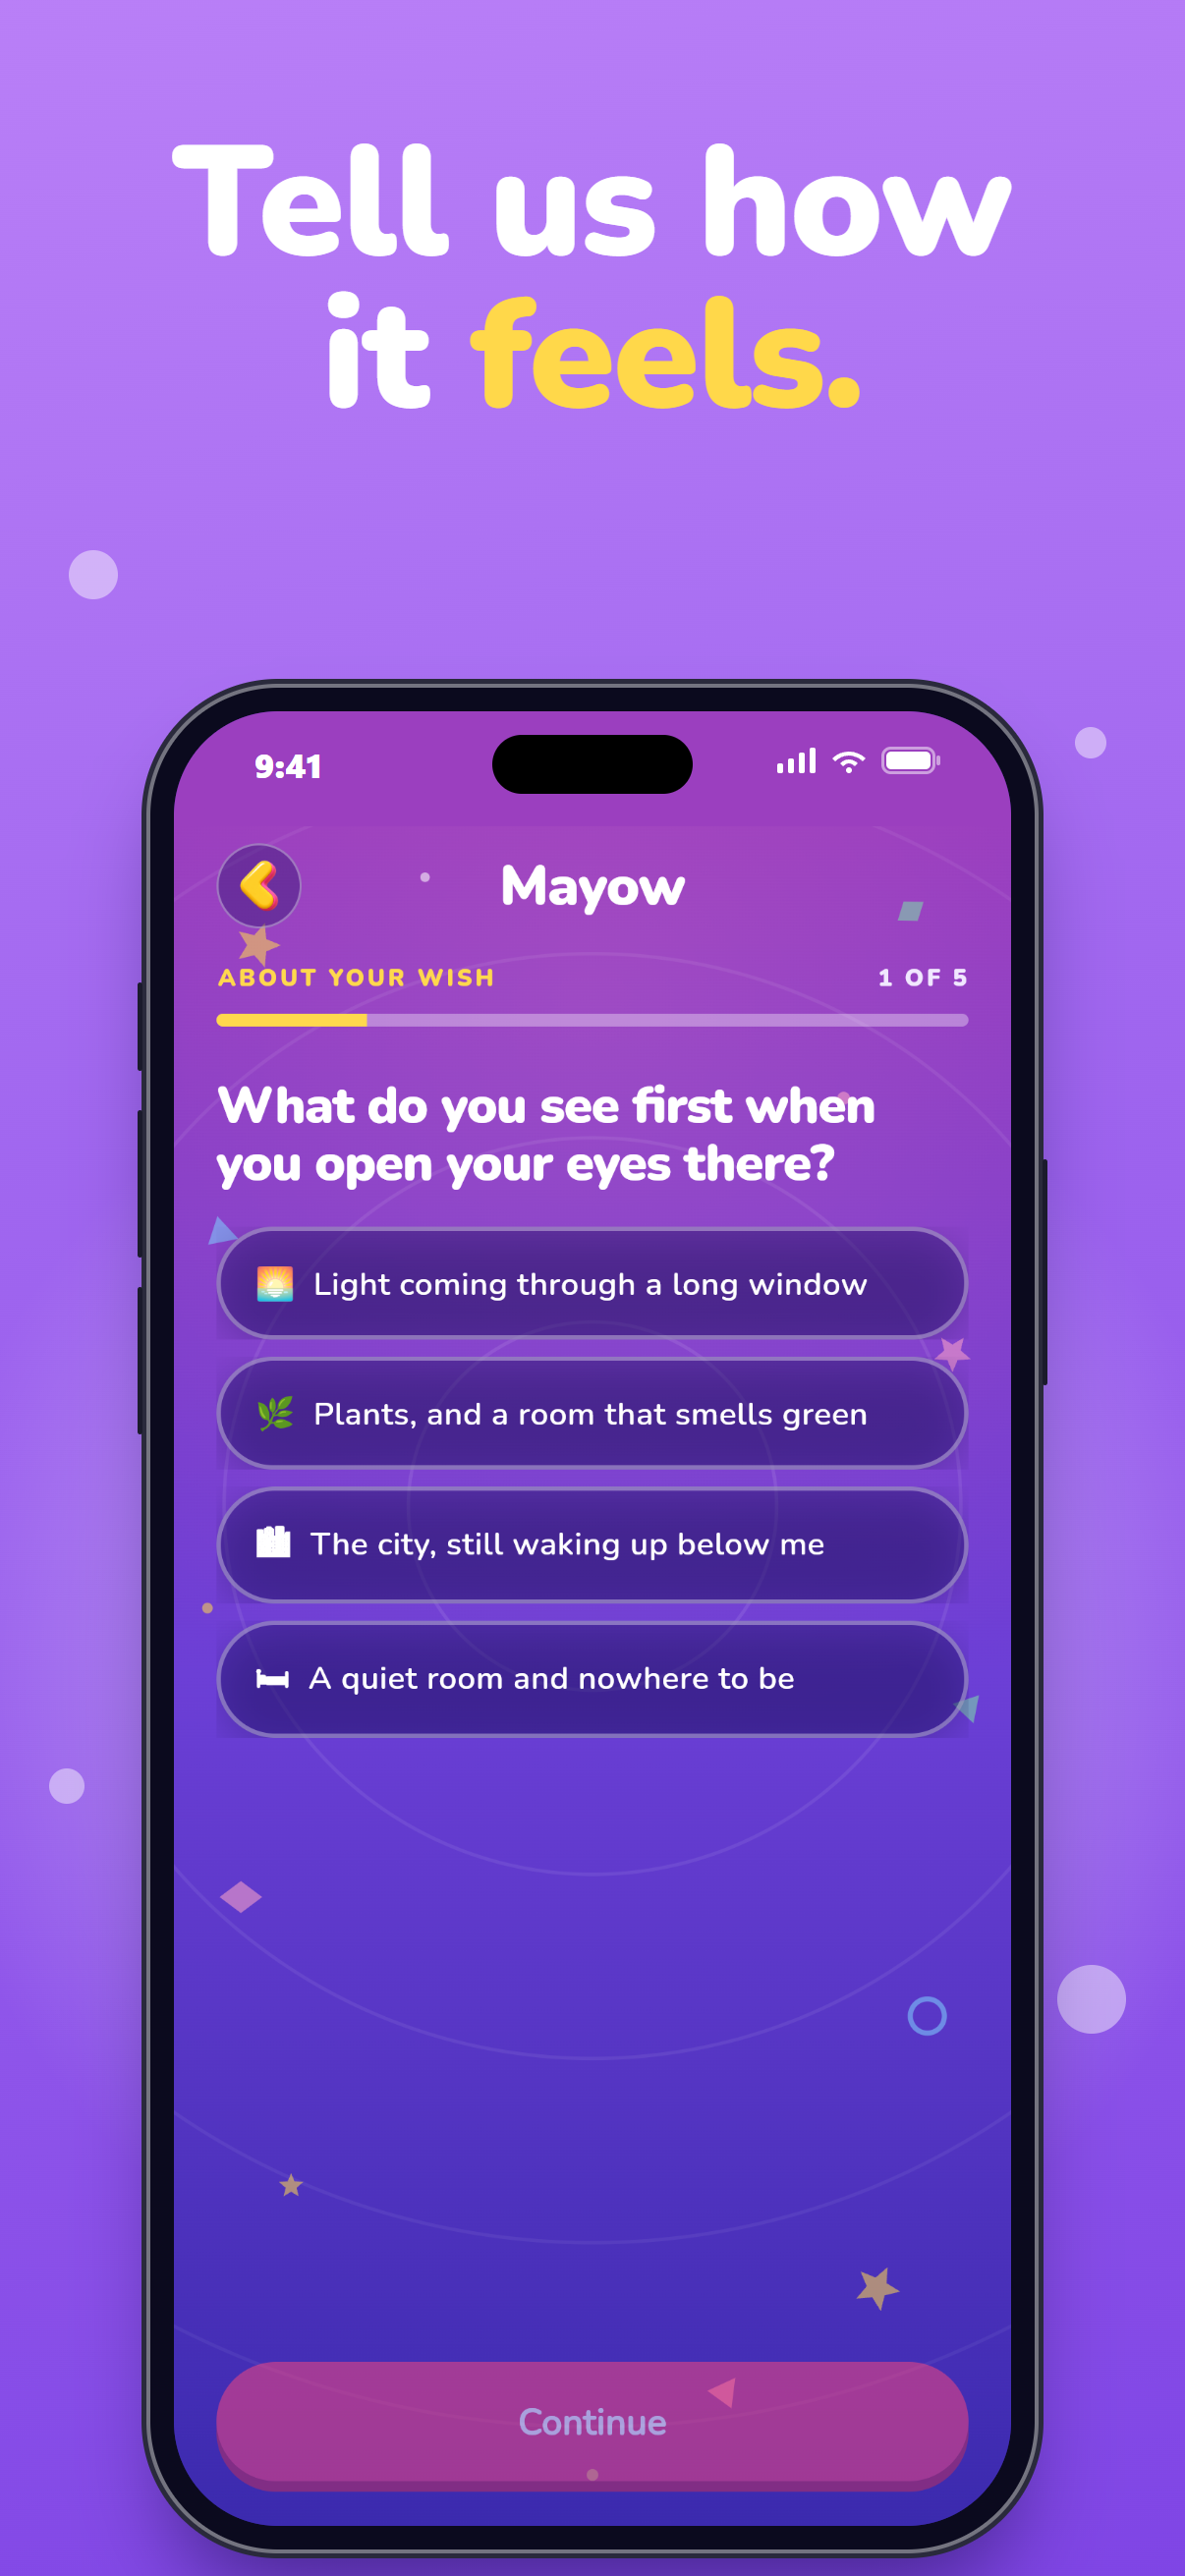 Tell us how
it feels.
9:41
Mayow
ABOUT YOUR WISH
1 OF 5
What do you see first when
you open your eyes there?
Light coming through a long window
Plants, and a room that smells green
The city, still waking up below me
A quiet room and nowhere to be
Continue